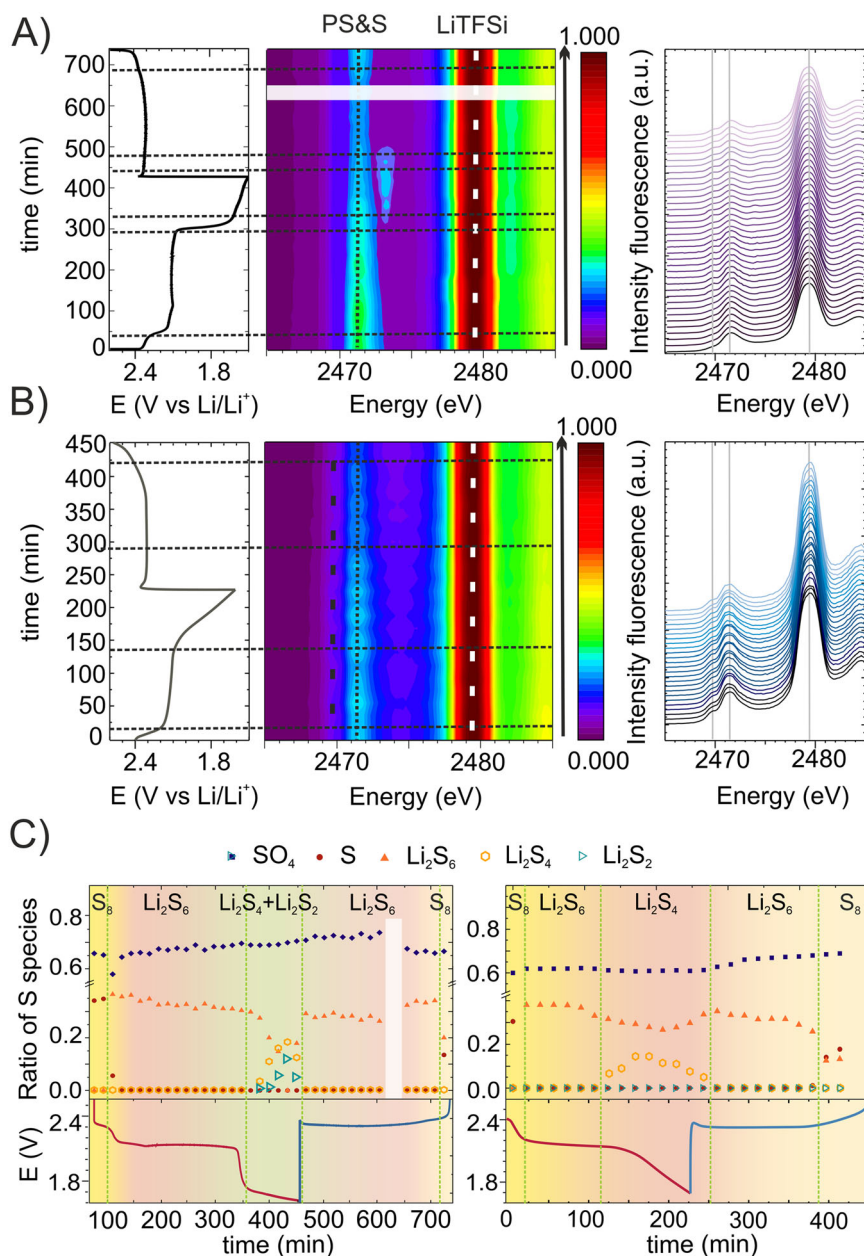 A)
PS&S
LiTFSi
700
600
500
400
300
200
100
0
time (min)
2.4
1.8
E (V vs Li/Li⁺)
2470
2480
Energy (eV)
1.000
0.000
Intensity fluorescence (a.u.)
2470
2480
Energy (eV)
B)
450
400
350
300
250
200
150
100
50
0
time (min)
2.4
1.8
E (V vs Li/Li⁺)
2470
2480
Energy (eV)
1.000
0.000
Intensity fluorescence (a.u.)
2470
2480
Energy (eV)
C)
SO₄ S Li₂S₆ Li₂S₄ Li₂S₂
S₈ Li₂S₆ Li₂S₄+Li₂S₂ Li₂S₆ S₈
0.8
0.6
0.2
0.0
Ratio of S species
2.4
1.8
E (V)
100 200 300 400 500 600 700
time (min)
S₈ Li₂S₆ Li₂S₄ Li₂S₆ S₈
0.8
0.6
0.2
0.0
2.4
1.8
0 100 200 300 400
time (min)